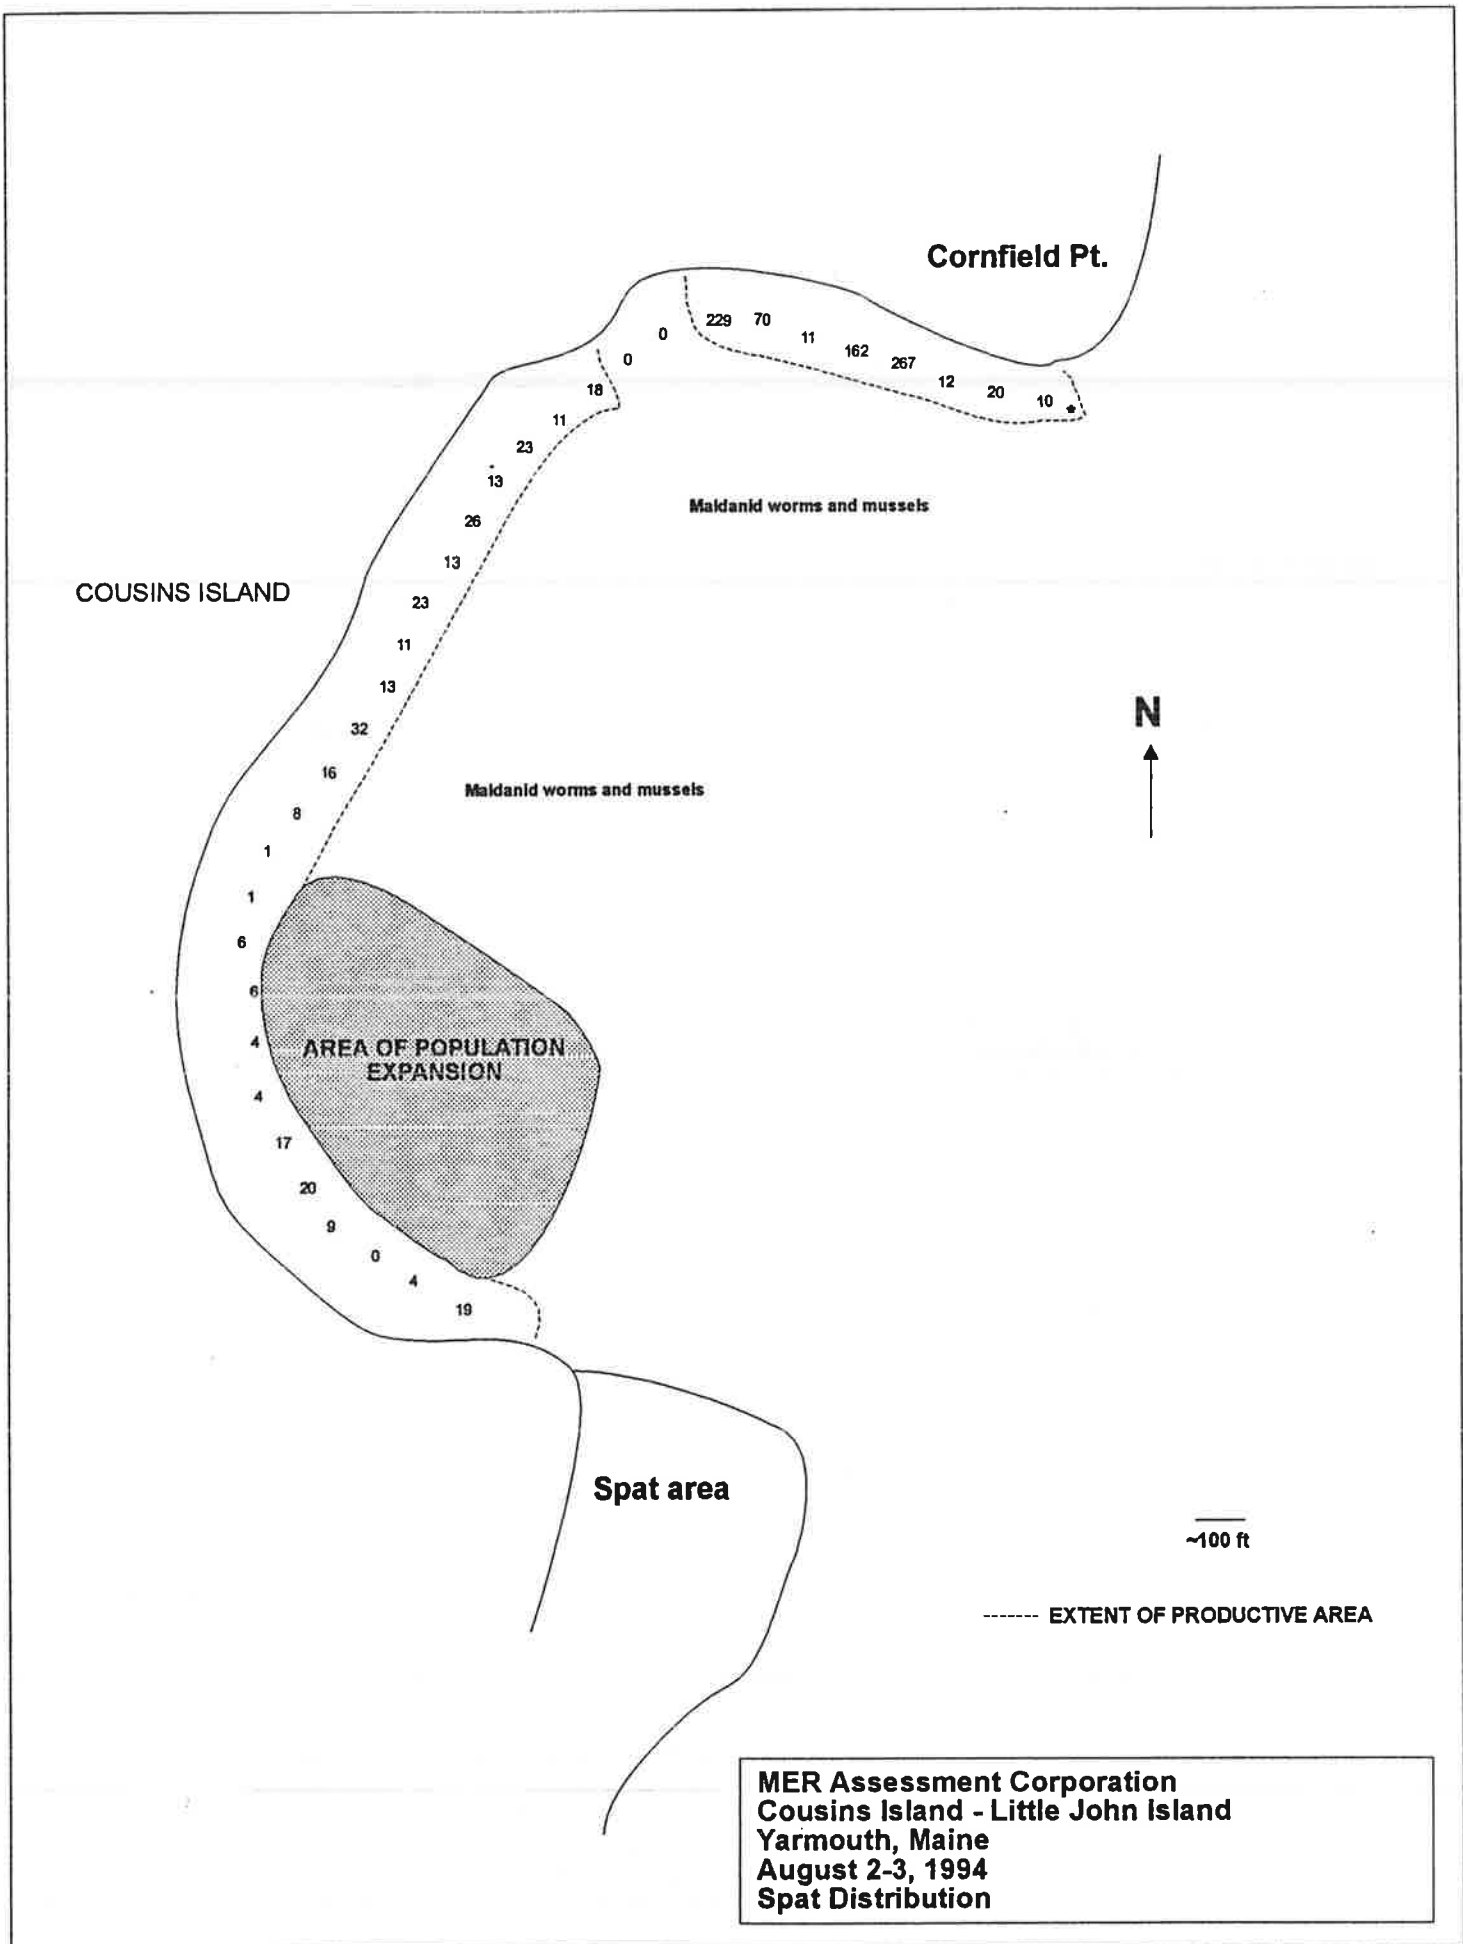 Cornfield Pt.
229
70
11
162
267
12
20
10
*
0
0
18
11
23
13
26
13
23
11
13
32
16
8
1
1
6
6
4
4
17
20
9
0
4
19
Maldanid worms and mussels
COUSINS ISLAND
N
Maldanid worms and mussels
AREA OF POPULATION
EXPANSION
Spat area
~100 ft
------- EXTENT OF PRODUCTIVE AREA
MER Assessment Corporation
Cousins Island - Little John Island
Yarmouth, Maine
August 2-3, 1994
Spat Distribution